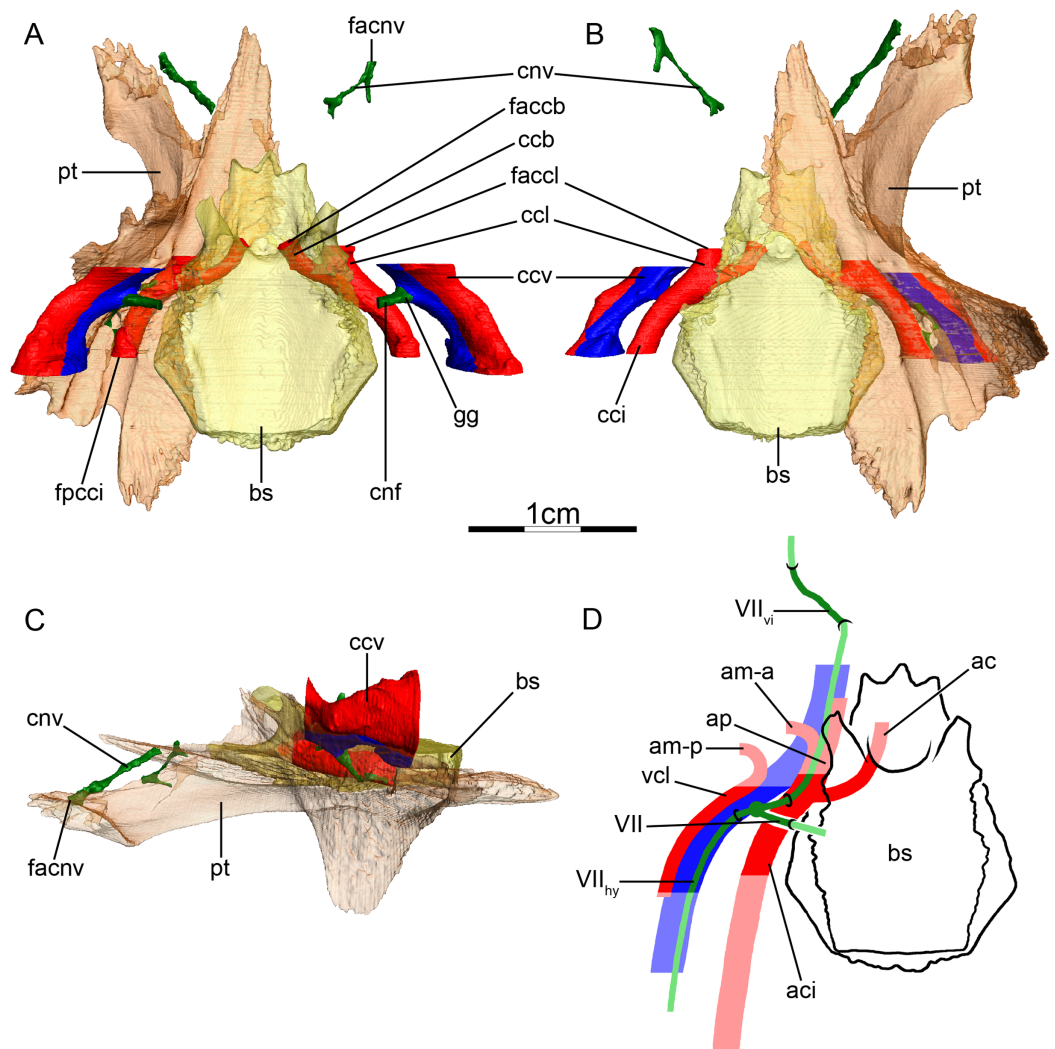 A
facnv
B
cnv
faccb
ccb
pt
faccl
pt
ccl
ccv
gg
cci
fpcci
bs
cnf
bs
1cm
C
D
VIIvi
ccv
bs
am-a
ac
cnv
ap
am-p
vcl
VII
bs
facnv
pt
VIIhy
aci